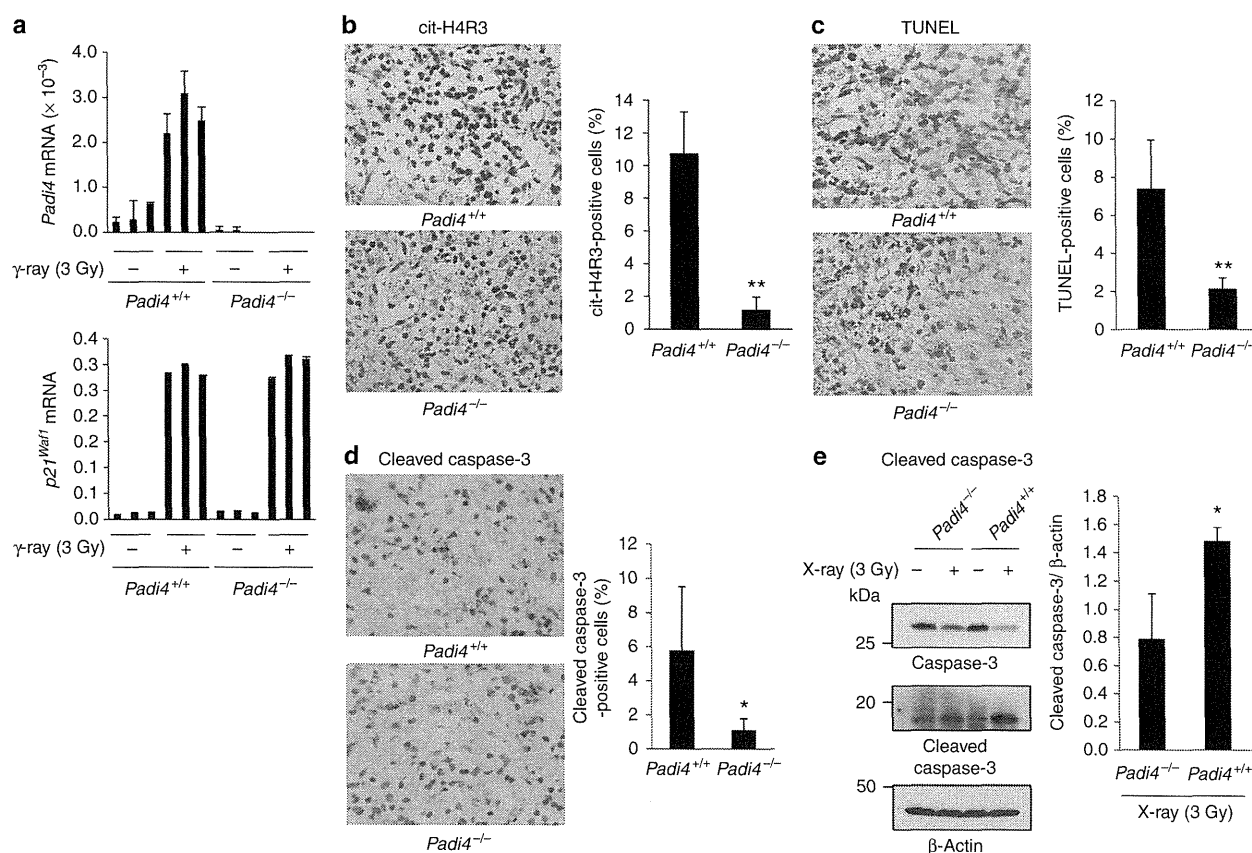 a
Padi4 mRNA (× 10⁻³)
4.0
3.0
2.0
1.0
0.0
γ-ray (3 Gy) − + − +
Padi4⁺/⁺ Padi4⁻/⁻
p21ᵂᵃᶠ¹ mRNA
0.4
0.3
0.3
0.2
0.2
0.1
0.1
0.0
γ-ray (3 Gy) − + − +
Padi4⁺/⁺ Padi4⁻/⁻
b
cit-H4R3
Padi4⁺/⁺
Padi4⁻/⁻
cit-H4R3-positive cells (%)
14
12
10
8
6
4
2
0
**
Padi4⁺/⁺ Padi4⁻/⁻
c
TUNEL
Padi4⁺/⁺
Padi4⁻/⁻
TUNEL-positive cells (%)
12
10
8
6
4
2
0
**
Padi4⁺/⁺ Padi4⁻/⁻
d
Cleaved caspase-3
Padi4⁺/⁺
Padi4⁻/⁻
Cleaved caspase-3
-positive cells (%)
12
10
8
6
4
2
0
*
Padi4⁺/⁺ Padi4⁻/⁻
e
Cleaved caspase-3
Padi4⁻/⁻ Padi4⁺/⁺
X-ray (3 Gy) − + − +
kDa
25
Caspase-3
20
*
Cleaved
caspase-3
50
β-Actin
Cleaved caspase-3/ β-actin
1.8
1.6
1.4
1.2
1.0
0.8
0.6
0.4
0.2
0.0
*
Padi4⁻/⁻ Padi4⁺/⁺
X-ray (3 Gy)